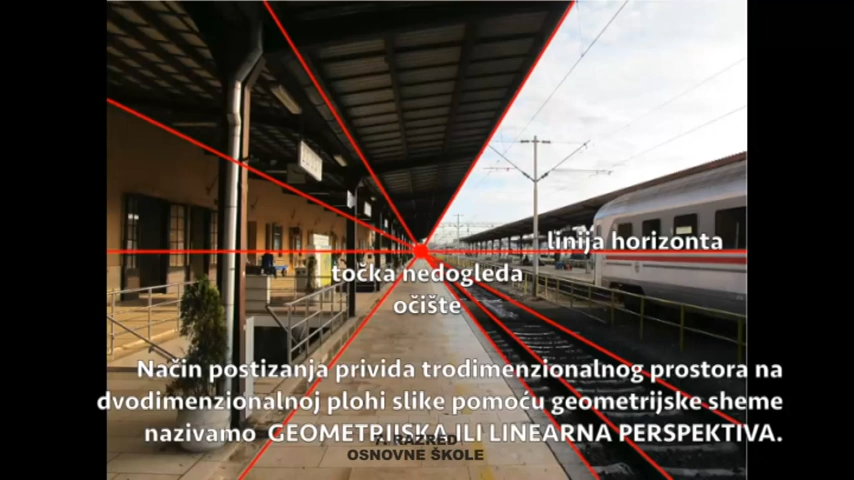 linija horizonta
točka nedogleda
očište
Način postizanja privida trodimenzionalnog prostora na
dvodimenzionalnoj plohi slike pomoću geometrijske sheme
nazivamo GEOMETRIJSKA ILI LINEARNA PERSPEKTIVA.
7. RAZRED
OSNOVNE ŠKOLE